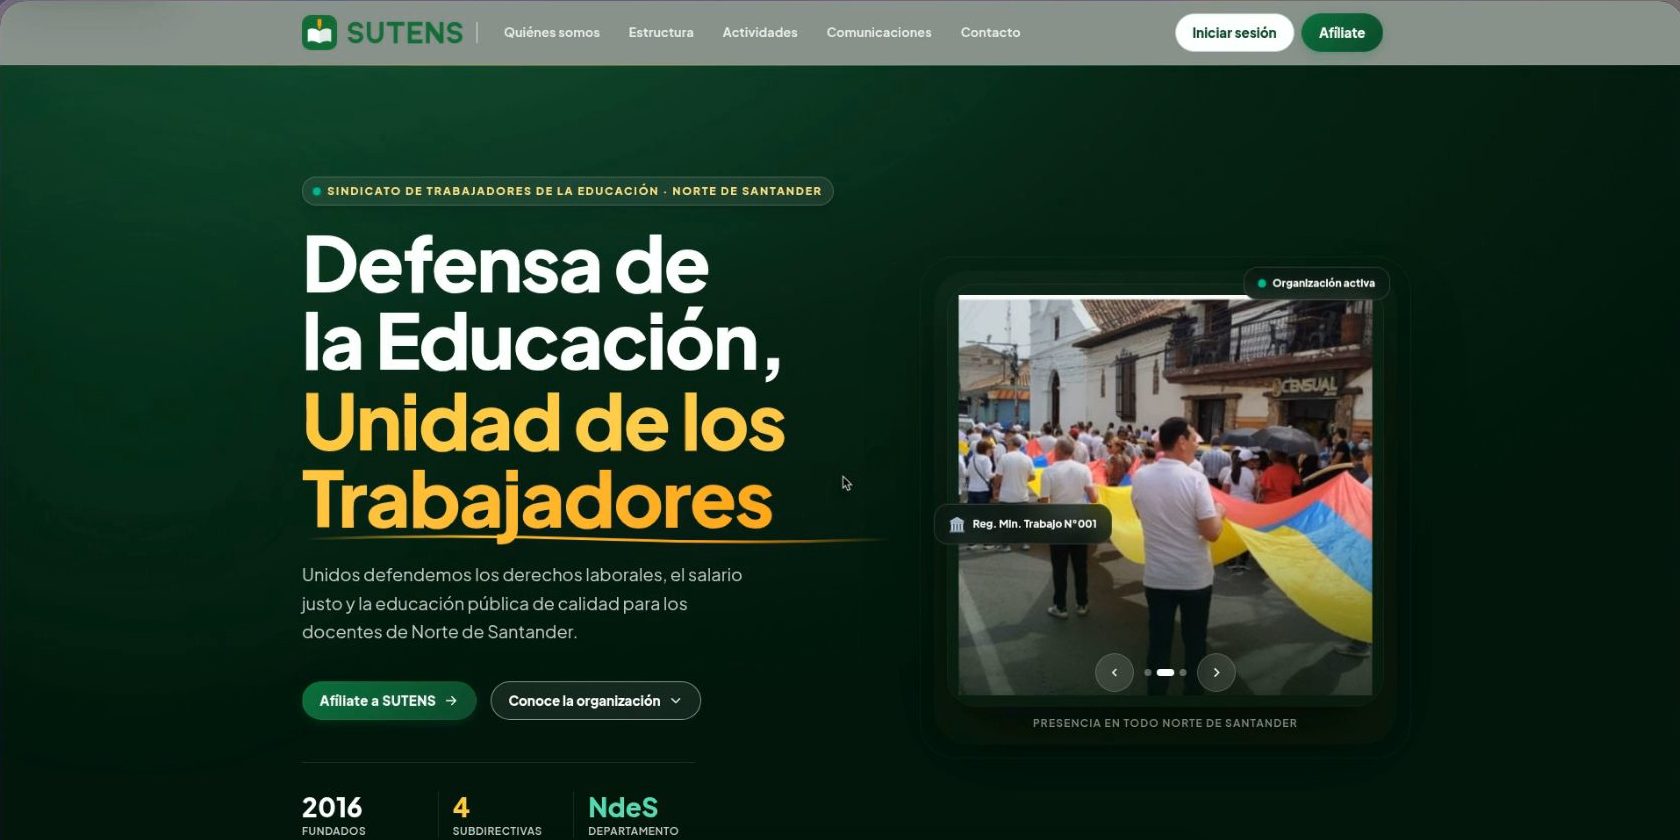 SUTENS
Quiénes somos
Estructura
Actividades
Comunicaciones
Contacto
Iniciar sesión
Afíliate
SINDICATO DE TRABAJADORES DE LA EDUCACIÓN · NORTE DE SANTANDER
Defensa de
la Educación,
Unidad de los
Trabajadores
Unidos defendemos los derechos laborales, el salario
justo y la educación pública de calidad para los
docentes de Norte de Santander.
Afíliate a SUTENS →
Conoce la organización
2016
FUNDADOS
4
SUBDIRECTIVAS
NdeS
DEPARTAMENTO
Organización activa
CENSUAL
Reg. Min. Trabajo N°001
PRESENCIA EN TODO NORTE DE SANTANDER